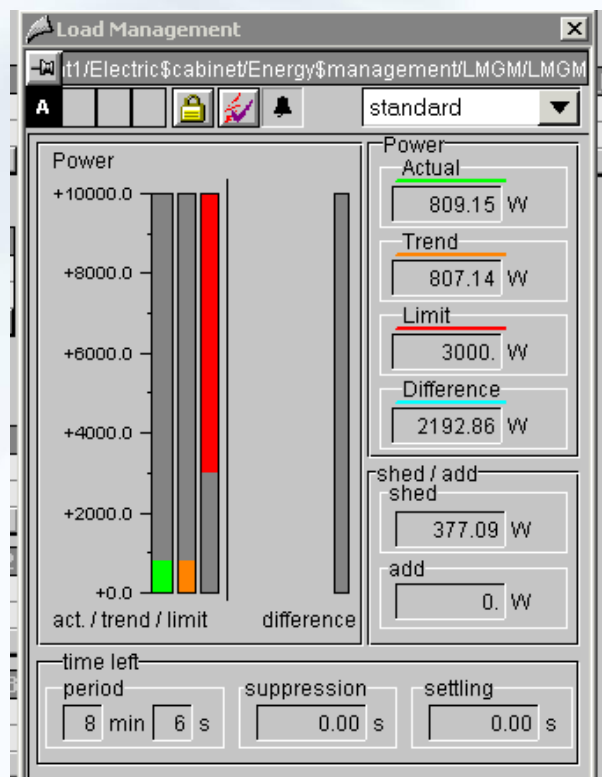 Load Management
nt1/Electric$cabinet/Energy$management/LMGM/LMGM
A
standard
Power
+10000.0
+8000.0
+6000.0
+4000.0
+2000.0
+0.0
act. / trend / limit
difference
Power
Actual
809.15 W
Trend
807.14 W
Limit
3000. W
Difference
2192.86 W
shed / add
shed
377.09 W
add
0. W
time left
period
8 min 6 s
suppression
0.00 s
settling
0.00 s